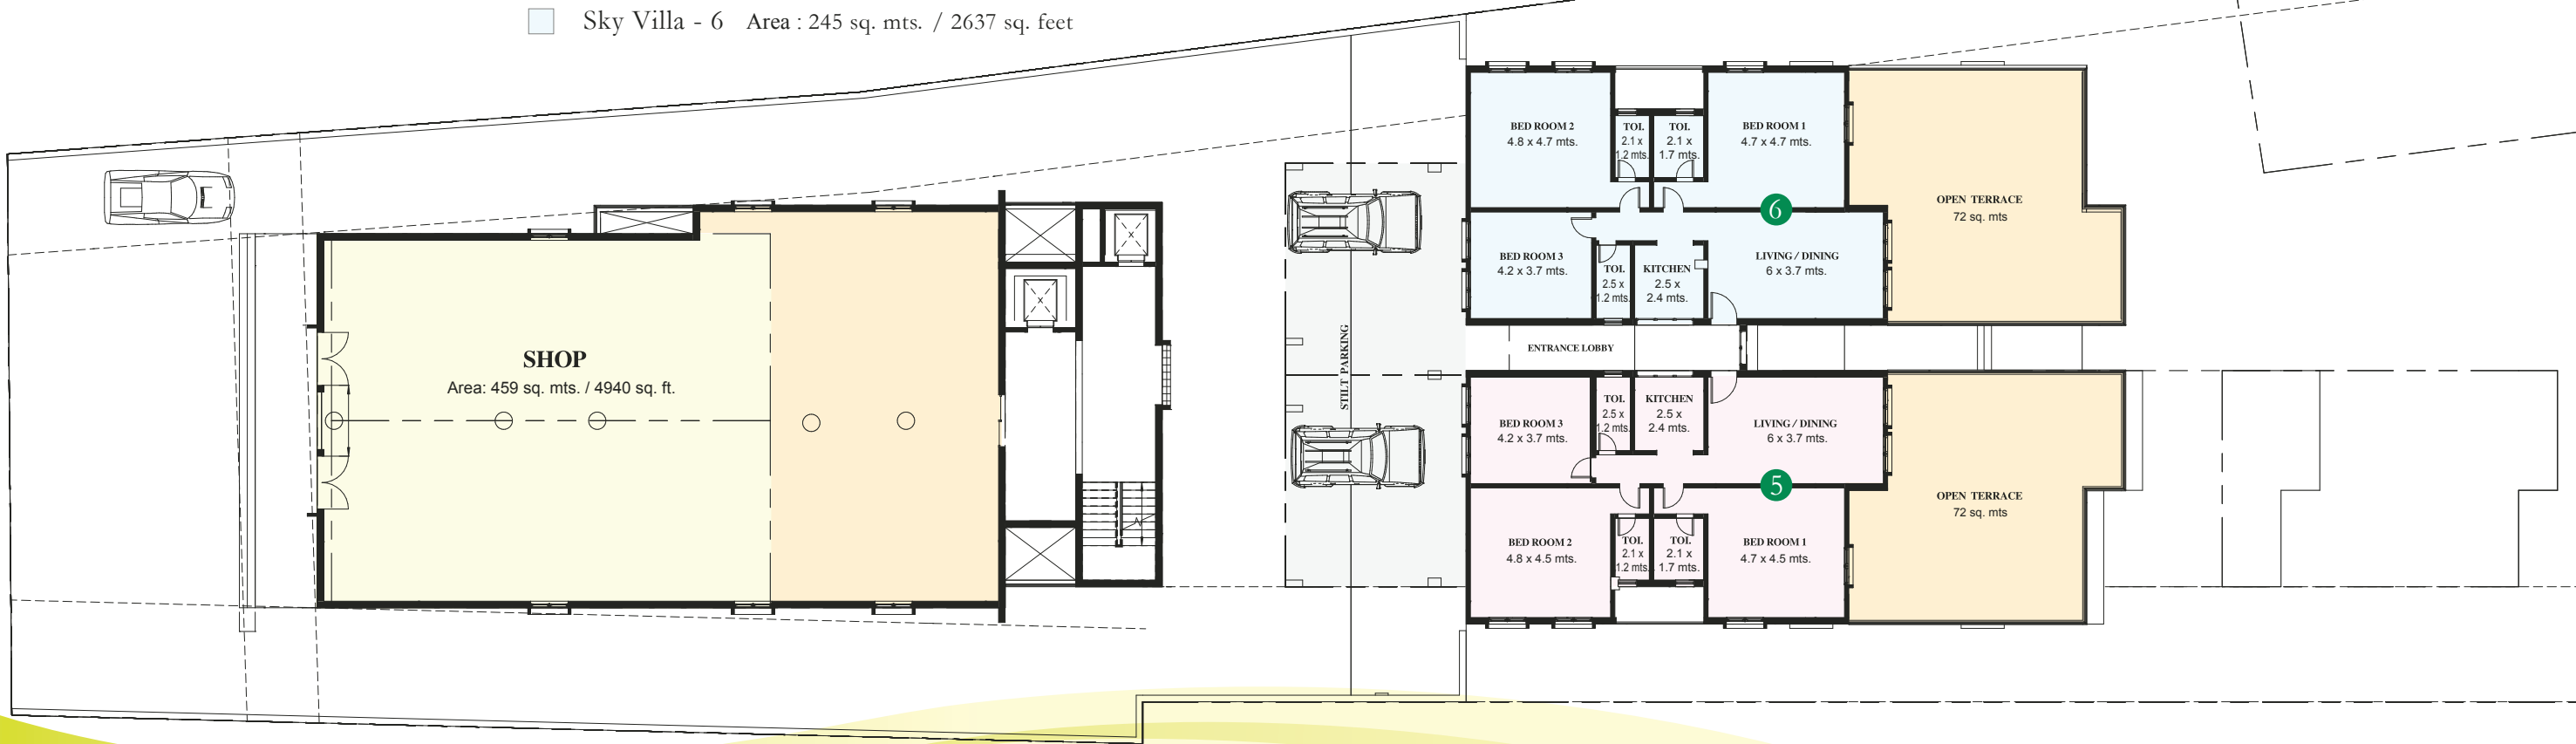 Sky Villa - 6 Area : 245 sq. mts. / 2637 sq. feet
SHOP
Area: 459 sq. mts. / 4940 sq. ft.
X
X
STILT PARKING
BED ROOM 2
4.8 x 4.7 mts.
TOI.
2.1 x
1.2 mts.
TOI.
2.1 x
1.7 mts.
BED ROOM 1
4.7 x 4.7 mts.
6
OPEN TERRACE
72 sq. mts
BED ROOM 3
4.2 x 3.7 mts.
TOI.
2.5 x
1.2 mts.
KITCHEN
2.5 x
2.4 mts.
LIVING / DINING
6 x 3.7 mts.
ENTRANCE LOBBY
BED ROOM 3
4.2 x 3.7 mts.
TOI.
2.5 x
1.2 mts.
KITCHEN
2.5 x
2.4 mts.
LIVING / DINING
6 x 3.7 mts.
5
OPEN TERRACE
72 sq. mts
BED ROOM 2
4.8 x 4.5 mts.
TOI.
2.1 x
1.2 mts.
TOI.
2.1 x
1.7 mts.
BED ROOM 1
4.7 x 4.5 mts.